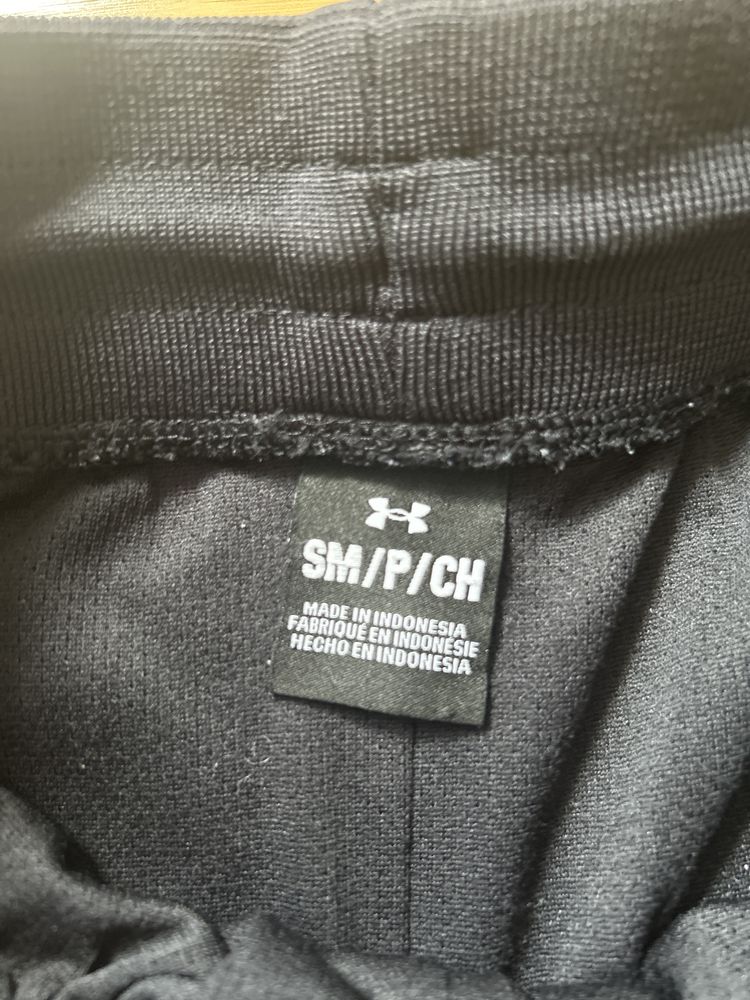 SM/P/CH
MADE IN INDONESIA
FABRIQUÉ EN INDONÉSIE
HECHO EN INDONESIA